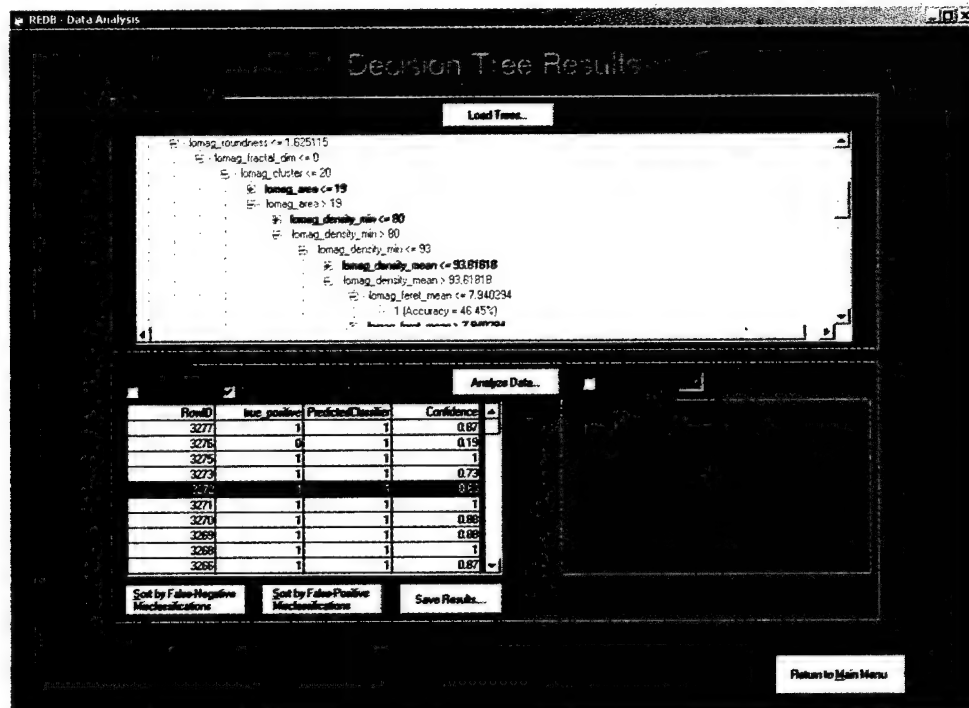 REDB - Data Analysis
Decision Tree Results
Load Trees...
lomag_roundness <= 1.625115
lomag_fractal_dim <= 0
lomag_cluster <= 20
lomag_area <= 19
lomag_area > 19
lomag_density_min <= 80
lomag_density_min > 80
lomag_density_min <= 93
lomag_density_mean <= 93.61818
lomag_density_mean > 93.61818
lomag_feret_mean <= 7.940294
1 (Accuracy = 46.45%)
lomag_feret_mean > 7.940294
Analyze Data...
RowID true_positive PredictedClassifier Confidence
3277 1 1 0.87
3276 0 1 0.19
3275 1 1 1
3273 1 1 0.73
3271 1 1 1
3270 1 1 0.88
3269 1 1 0.88
3268 1 1 1
3266 1 1 0.87
Sort by False-Negative Misclassifications
Sort by False-Positive Misclassifications
Save Results...
Return to Main Menu